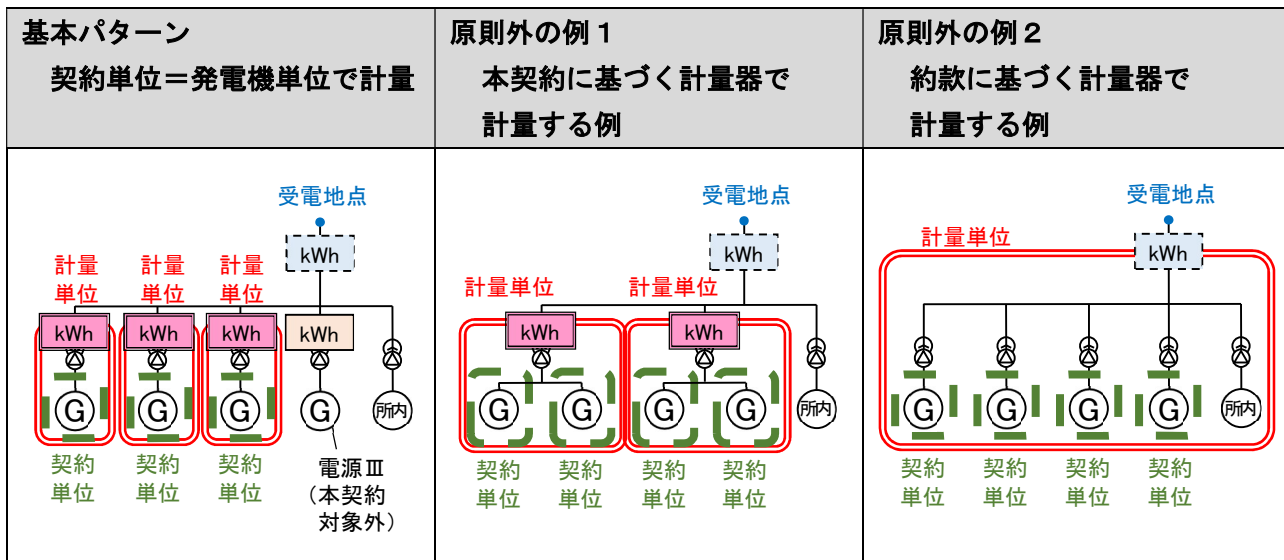 基本パターン
契約単位＝発電機単位で計量
原則外の例１
本契約に基づく計量器で
計量する例
原則外の例２
約款に基づく計量器で
計量する例
受電地点
kWh
計量
単位
計量
単位
計量
単位
kWh
kWh
kWh
kWh
G
G
G
G
所内
契約
単位
契約
単位
契約
単位
電源Ⅲ
（本契約
対象外）
受電地点
kWh
計量単位
計量単位
kWh
kWh
G
G
G
G
所内
契約
単位
契約
単位
契約
単位
契約
単位
受電地点
計量単位
kWh
G
G
G
G
所内
契約
単位
契約
単位
契約
単位
契約
単位